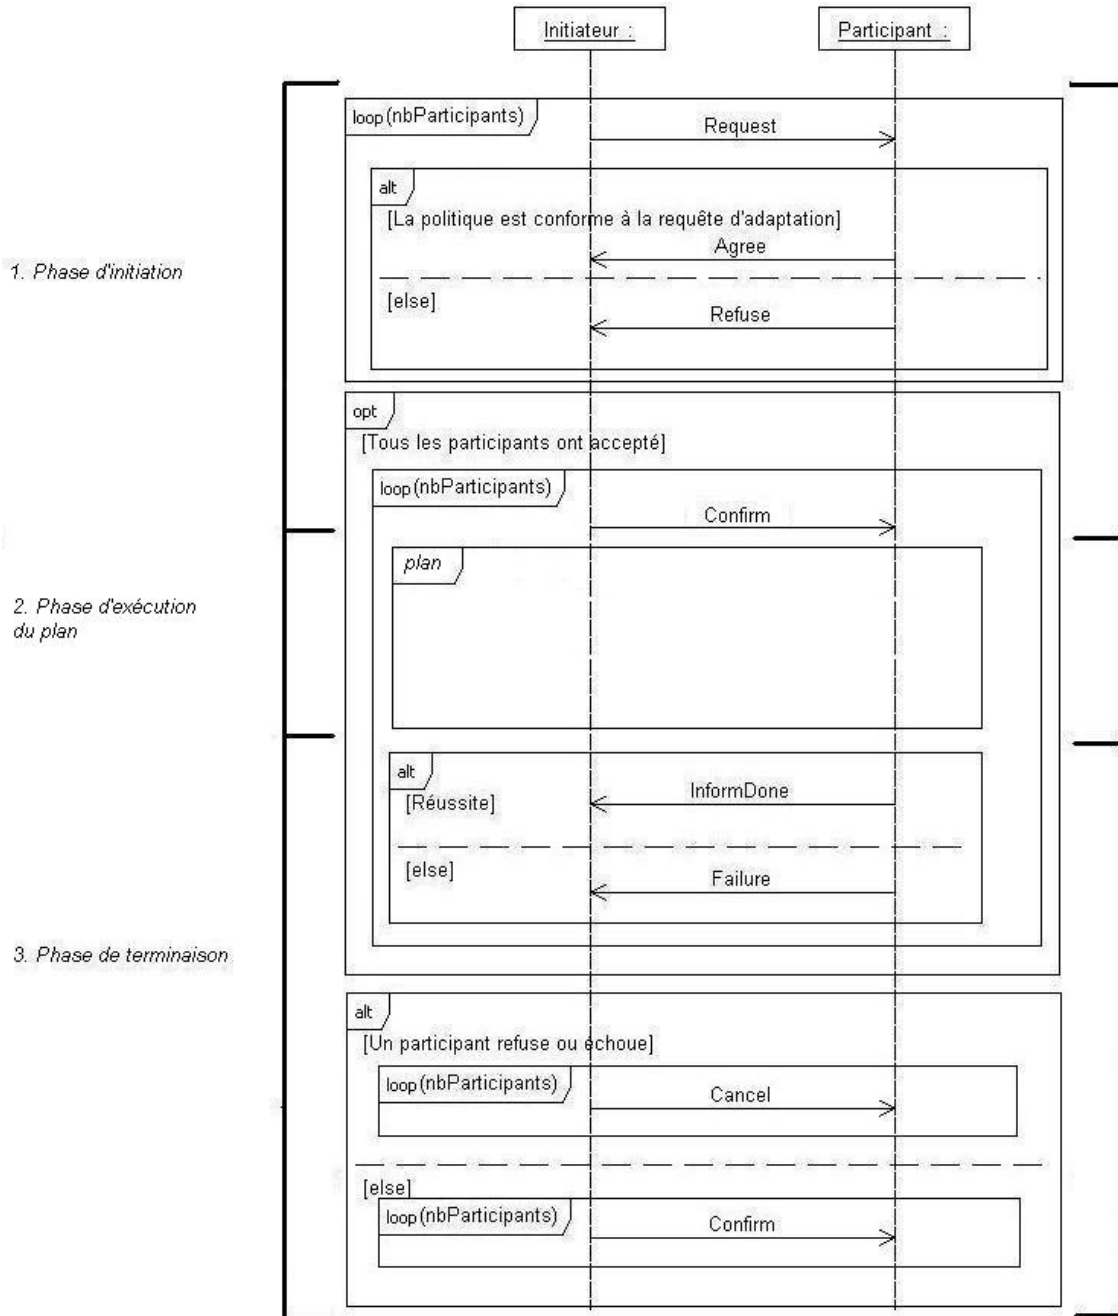 Initiateur :
Participant :
loop(nbParticipants)
Request
alt
[La politique est conforme à la requête d'adaptation]
Agree
1. Phase d'initiation
[else]
Refuse
opt
[Tous les participants ont accepté]
loop(nbParticipants)
Confirm
plan
2. Phase d'exécution
du plan
alt
[Réussite]
InformDone
[else]
Failure
3. Phase de terminaison
alt
[Un participant refuse ou échoue]
loop(nbParticipants)
Cancel
[else]
loop(nbParticipants)
Confirm